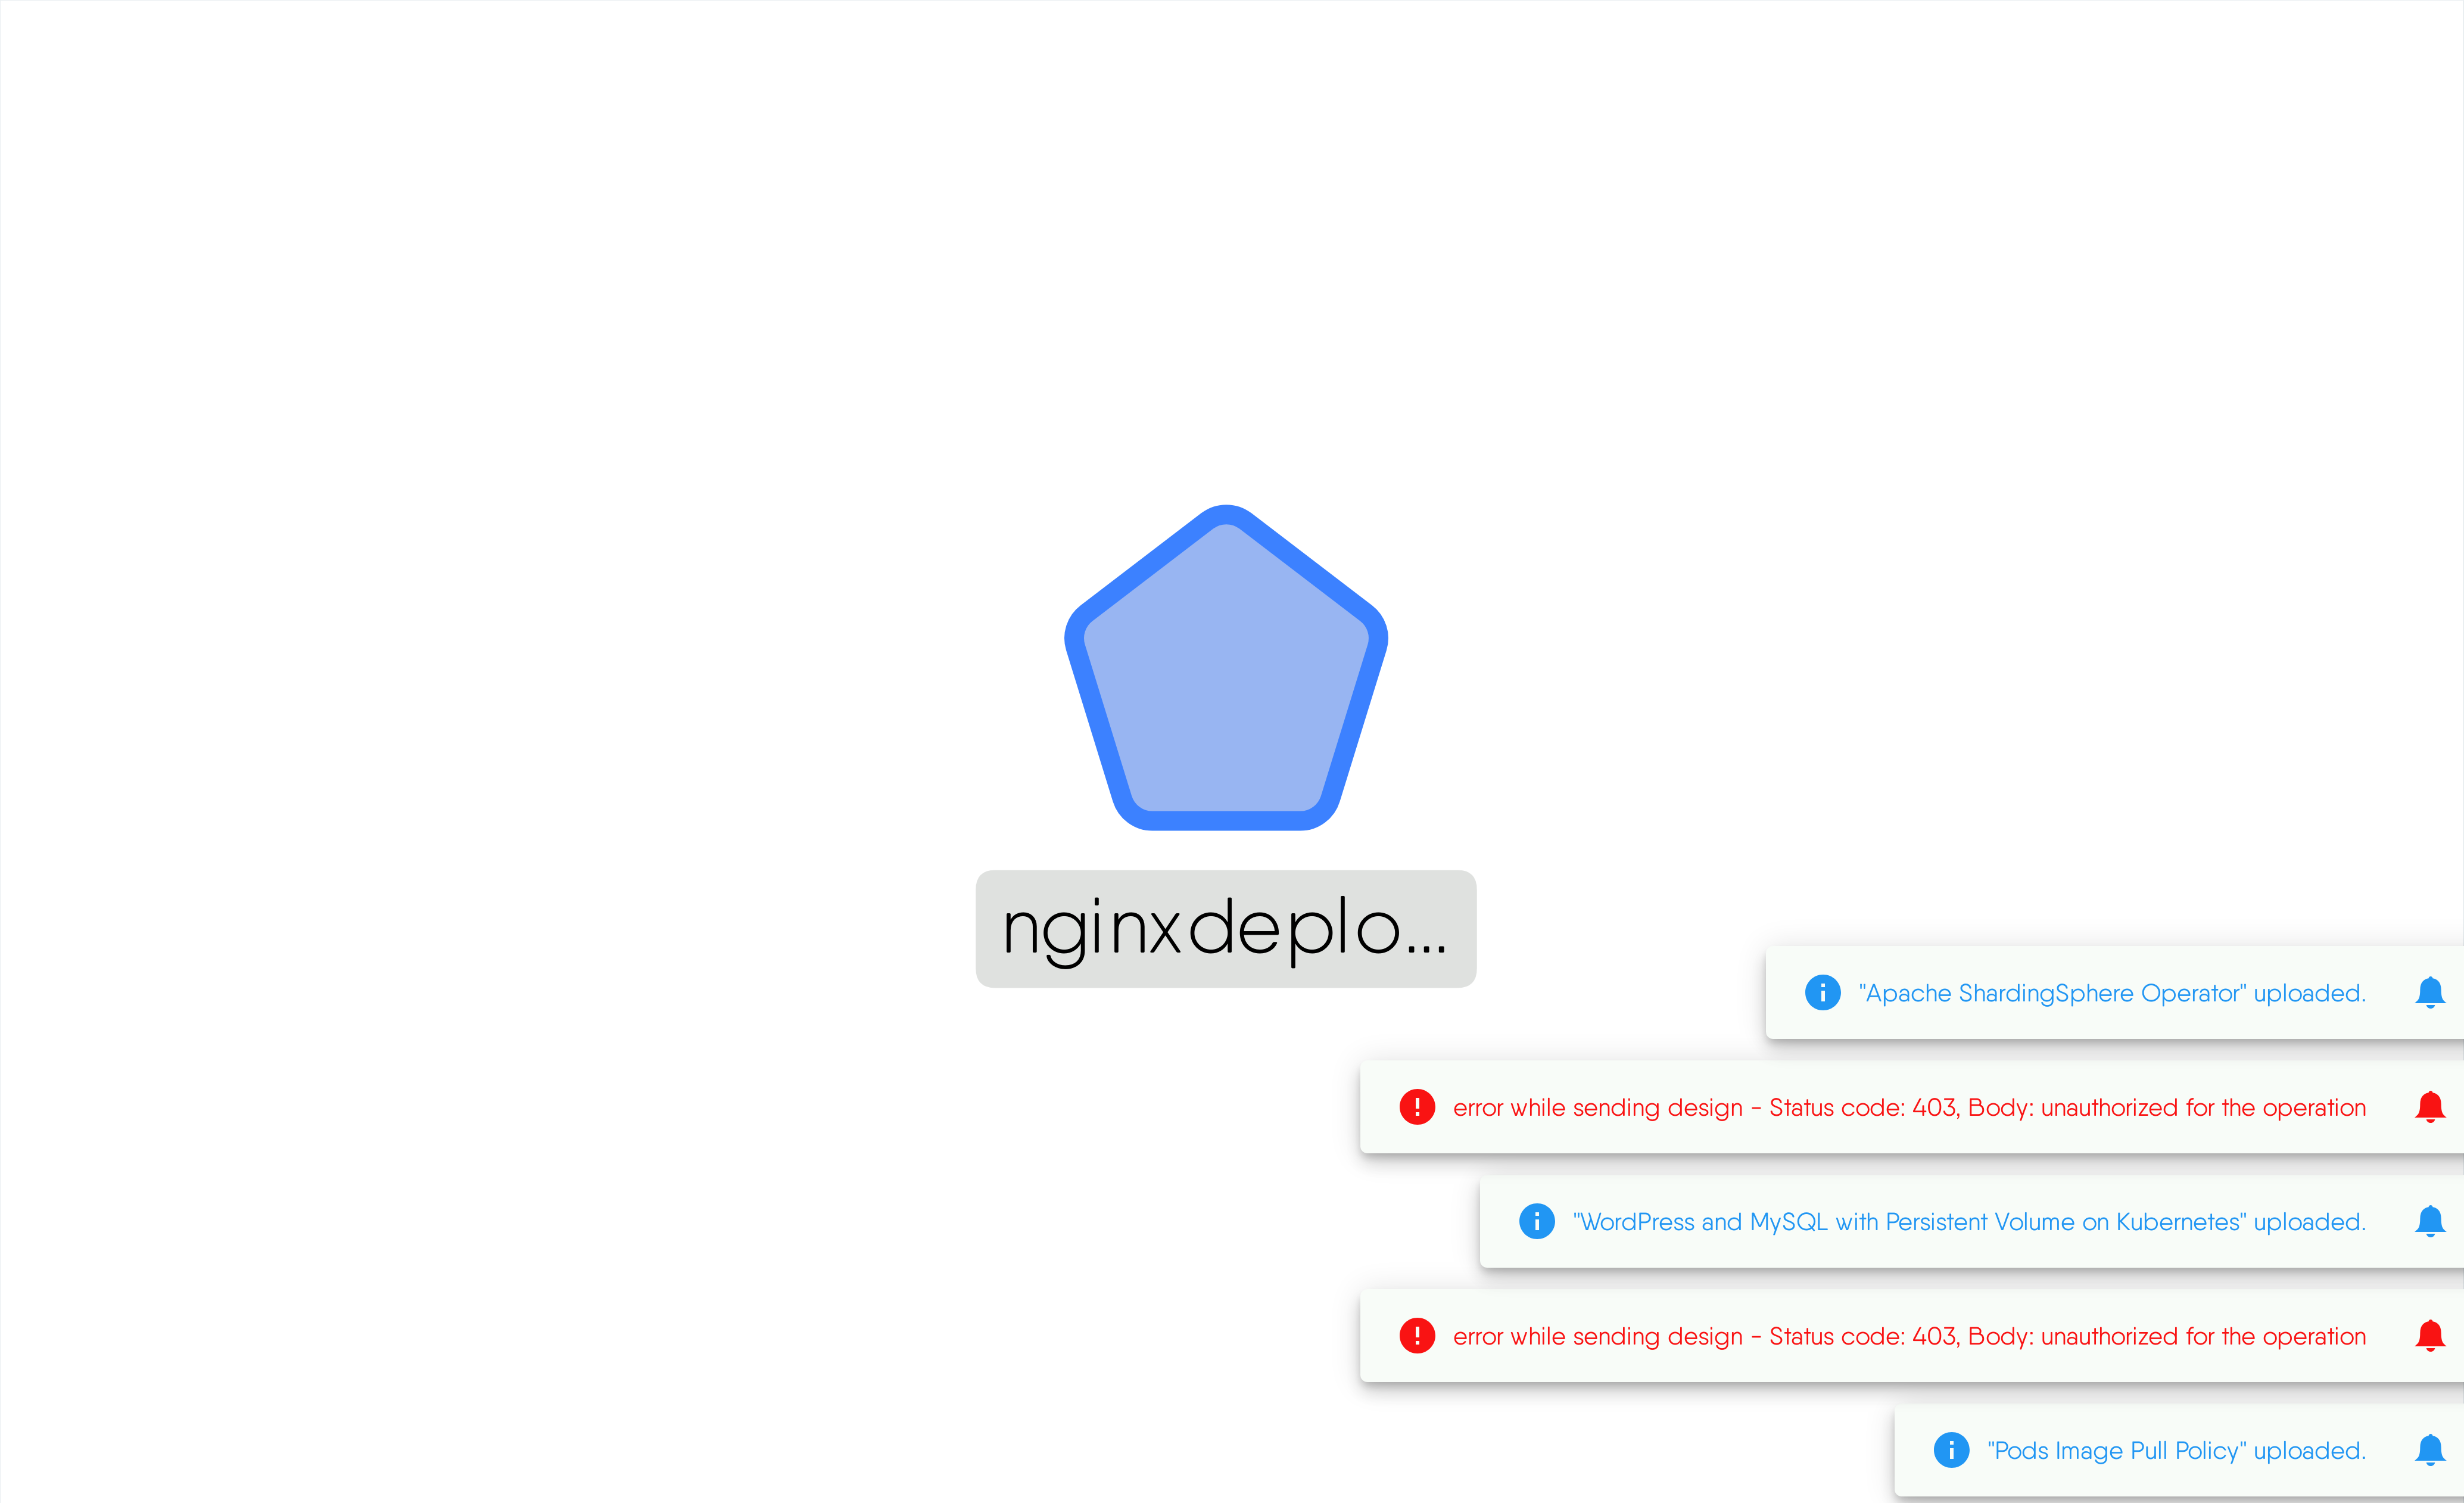 nginxdeplo...
"Apache ShardingSphere Operator" uploaded.
error while sending design - Status code: 403, Body: unauthorized for the operation
"WordPress and MySQL with Persistent Volume on Kubernetes" uploaded.
error while sending design - Status code: 403, Body: unauthorized for the operation
"Pods Image Pull Policy" uploaded.